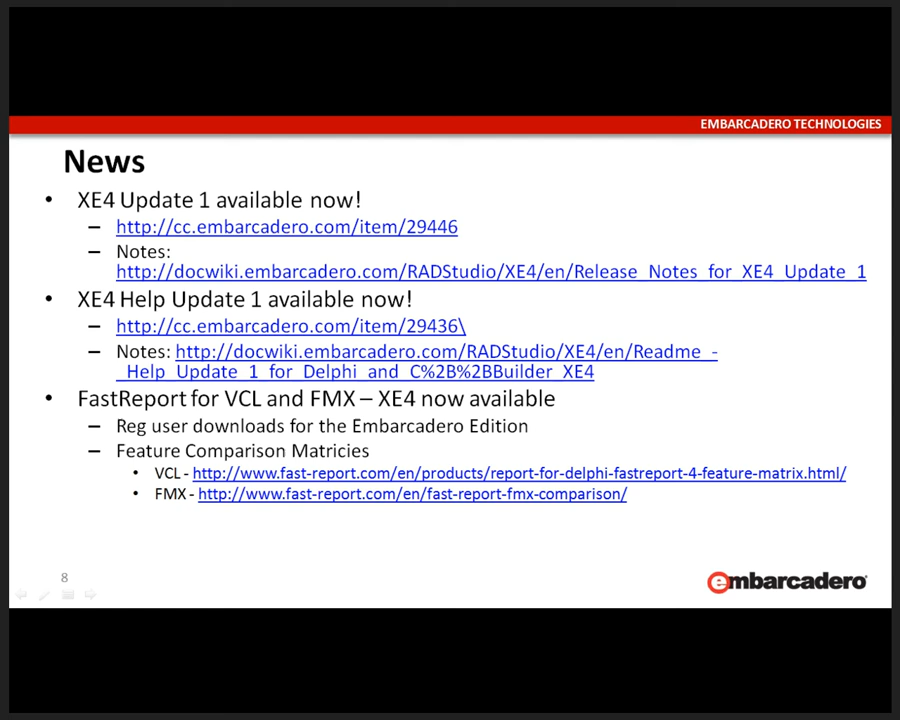 EMBARCADERO TECHNOLOGIES
News
• XE4 Update 1 available now!
– http://cc.embarcadero.com/item/29446
– Notes:
http://docwiki.embarcadero.com/RADStudio/XE4/en/Release_Notes_for_XE4_Update_1
• XE4 Help Update 1 available now!
– http://cc.embarcadero.com/item/29436\
– Notes: http://docwiki.embarcadero.com/RADStudio/XE4/en/Readme_-
_Help_Update_1_for_Delphi_and_C%2B%2BBuilder_XE4
• FastReport for VCL and FMX – XE4 now available
– Reg user downloads for the Embarcadero Edition
– Feature Comparison Matricies
• VCL - http://www.fast-report.com/en/products/report-for-delphi-fastreport-4-feature-matrix.html/
• FMX - http://www.fast-report.com/en/fast-report-fmx-comparison/
8
embarcadero